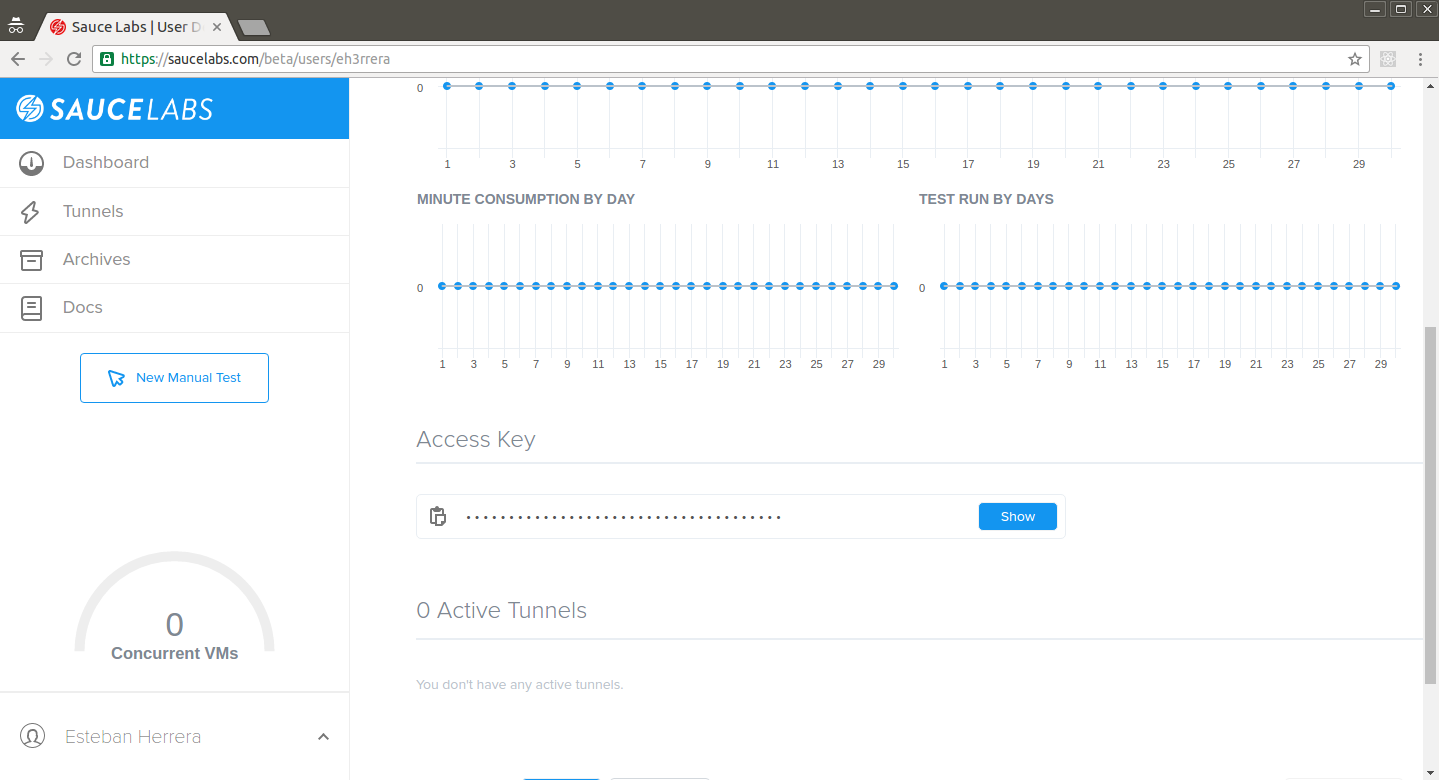 Sauce Labs | User D
https://saucelabs.com/beta/users/eh3rrera
SAUCELABS
Dashboard
Tunnels
Archives
Docs
New Manual Test
0
Concurrent VMs
Esteban Herrera
0
1 3 5 7 9 11 13 15 17 19 21 23 25 27 29
MINUTE CONSUMPTION BY DAY
0
1 3 5 7 9 11 13 15 17 19 21 23 25 27 29
TEST RUN BY DAYS
0
1 3 5 7 9 11 13 15 17 19 21 23 25 27 29
Access Key
••••••••••••••••••••••••••••••••••••
Show
0 Active Tunnels
You don't have any active tunnels.